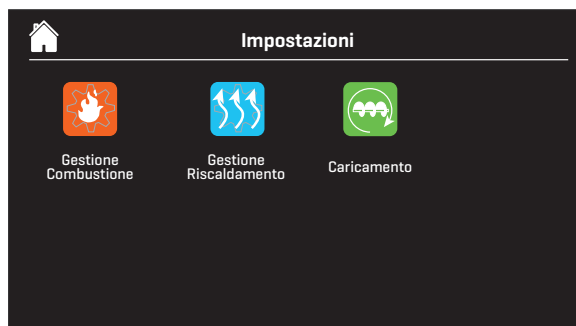 Impostazioni
Gestione
Combustione
Gestione
Riscaldamento
Caricamento